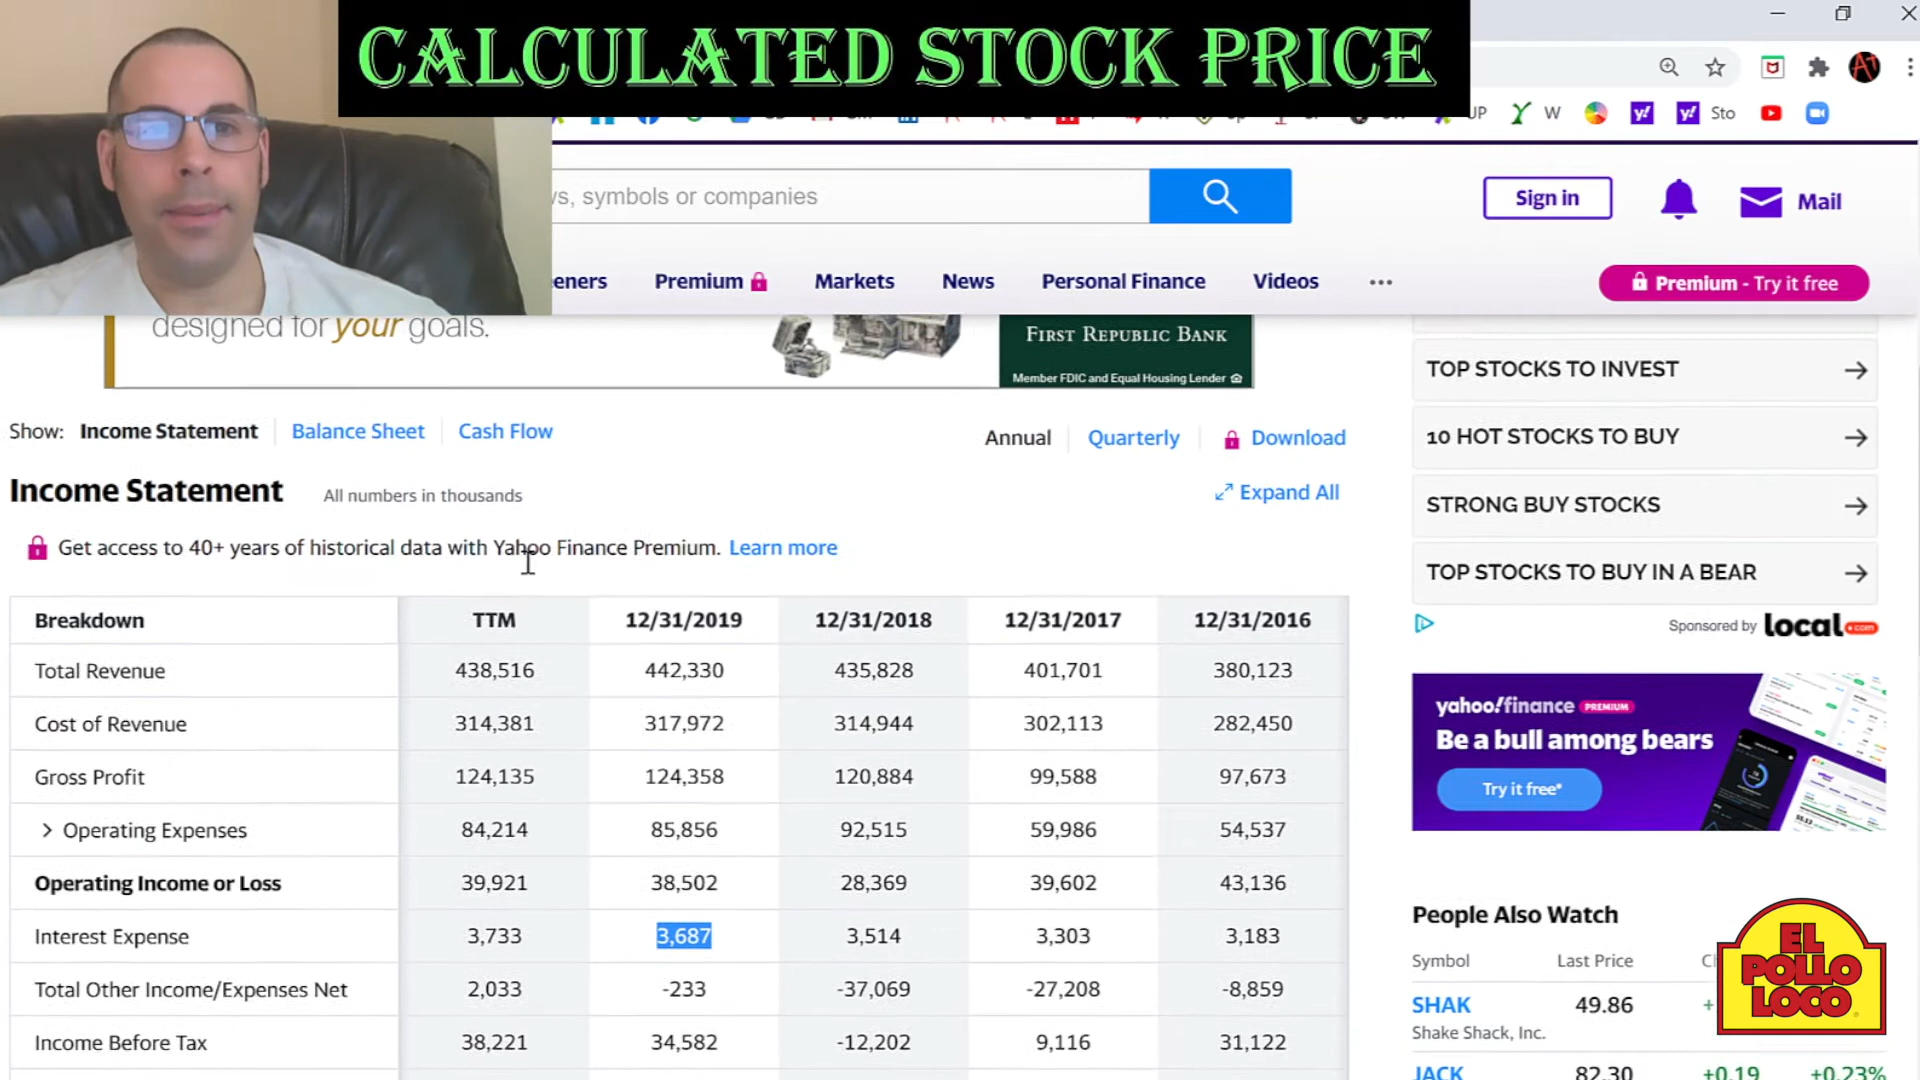 CALCULATED STOCK PRICE
W
Sto
symbols or companies
Sign in
Mail
Premium
Markets
News
Personal Finance
Videos
Premium - Try it free
designed for your goals.
FIRST REPUBLIC BANK
Member FDIC and Equal Housing Lender
Show: Income Statement Balance Sheet Cash Flow
Annual Quarterly Download
Income Statement All numbers in thousands
Expand All
Get access to 40+ years of historical data with Yahoo Finance Premium. Learn more
Breakdown TTM 12/31/2019 12/31/2018 12/31/2017 12/31/2016
Total Revenue 438,516 442,330 435,828 401,701 380,123
Cost of Revenue 314,381 317,972 314,944 302,113 282,450
Gross Profit 124,135 124,358 120,884 99,588 97,673
Operating Expenses 84,214 85,856 92,515 59,986 54,537
Operating Income or Loss 39,921 38,502 28,369 39,602 43,136
Interest Expense 3,733 3,687 3,514 3,303 3,183
Total Other Income/Expenses Net 2,033 -233 -37,069 -27,208 -8,859
Income Before Tax 38,221 34,582 -12,202 9,116 31,122
TOP STOCKS TO INVEST
10 HOT STOCKS TO BUY
STRONG BUY STOCKS
TOP STOCKS TO BUY IN A BEAR
Sponsored by local.com
yahoo!finance PREMIUM
Be a bull among bears
Try it free*
People Also Watch
Symbol Last Price
SHAK 49.86
Shake Shack, Inc.
JACK 82.30 +0.19 +0.23%
EL
POLLO
LOCO